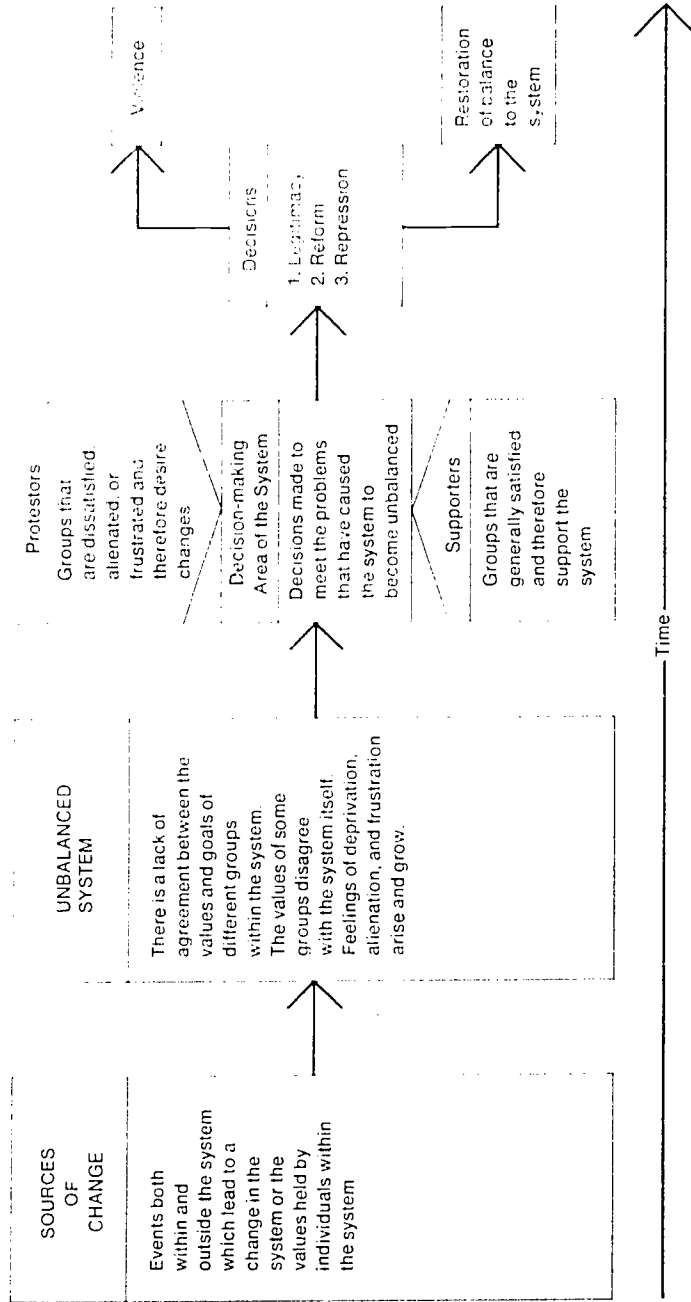 SOURCES
OF
CHANGE
Events both
within and
outside the system
which lead to a
change in the
system or the
values held by
individuals within
the system
UNBALANCED
SYSTEM
There is a lack of
agreement between the
values and goals of
different groups
within the system.
The values of some
groups disagree
with the system itself.
Feelings of deprivation,
alienation, and frustration
arise and grow.
Protestors
Groups that
are dissatisfied,
alienated, or
frustrated and
therefore desire
changes
Decision-making
Area of the System
Decisions made to
meet the problems
that have caused
the system to
become unbalanced
Supporters
Groups that are
generally satisfied
and therefore
support the
system
Decisions
1. Legitimacy
2. Reform
3. Repression
Violence
Restoration
of balance
to the
system
Time